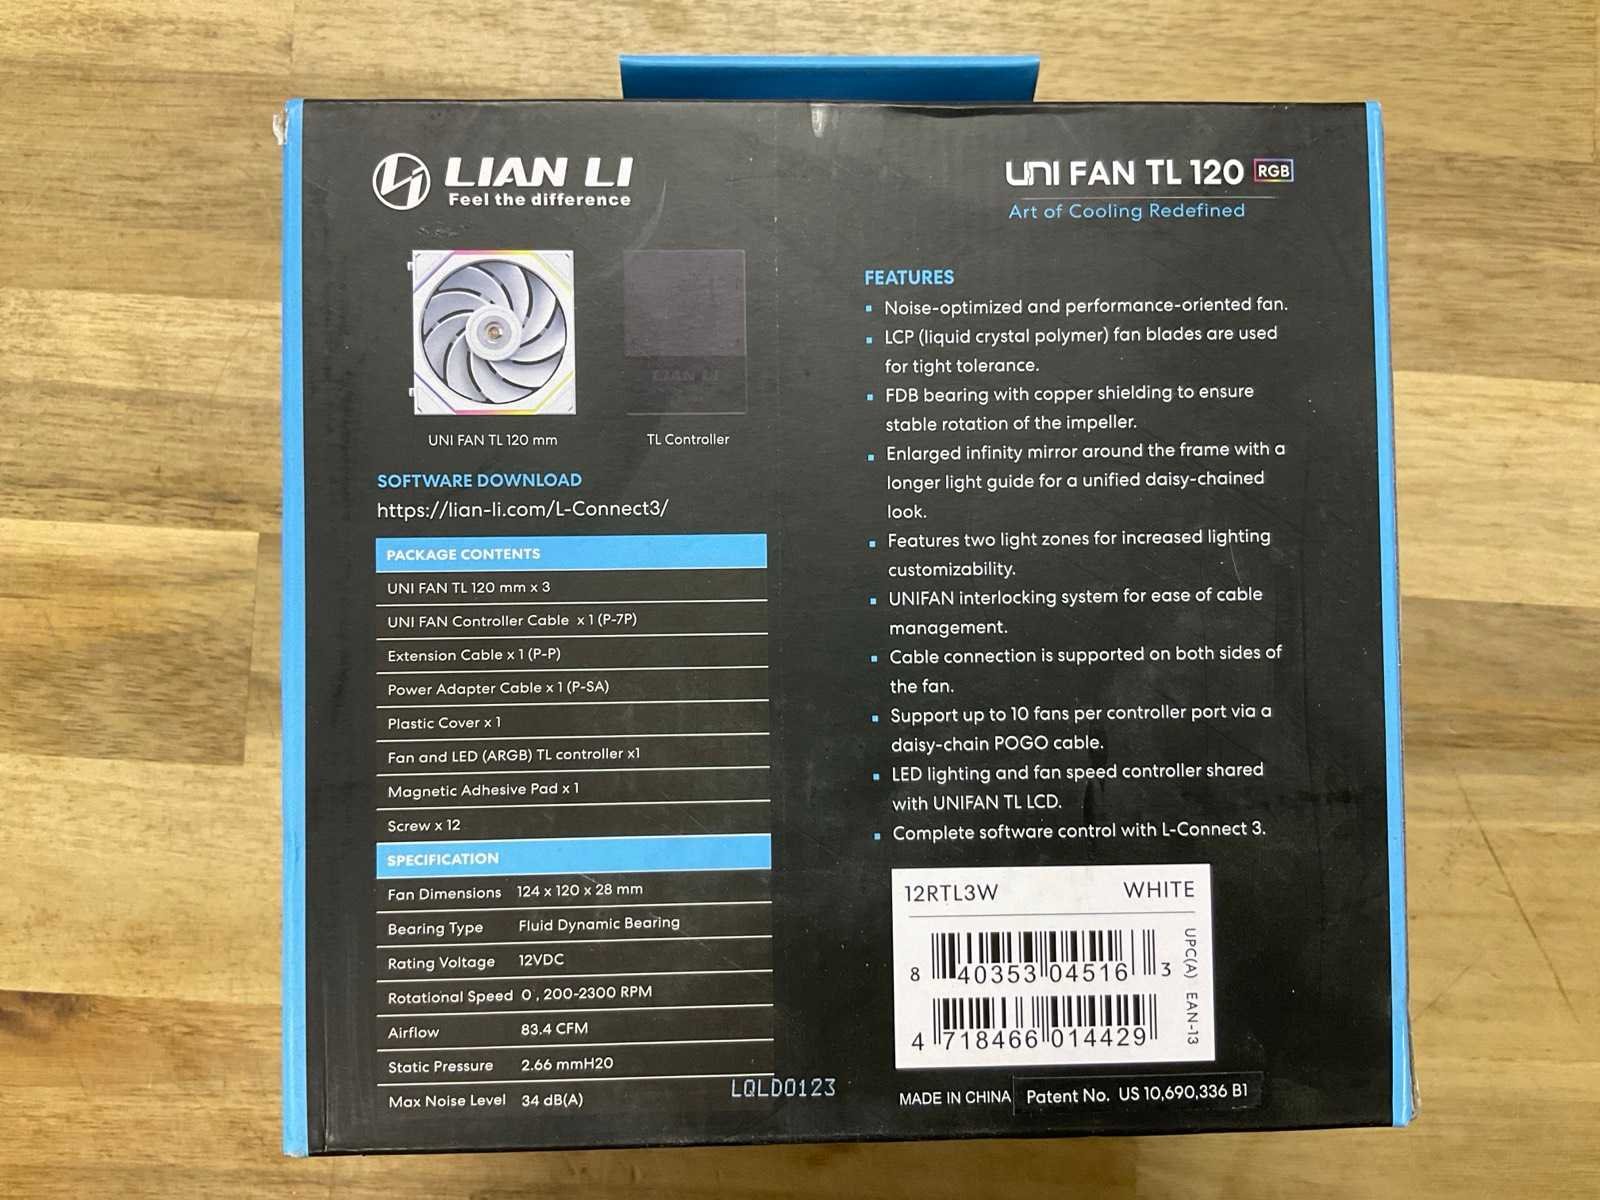 LIAN LI
Feel the difference
UNI FAN TL 120 RGB
Art of Cooling Redefined
LIAN LI
UNI FAN TL 120 mm
TL Controller
SOFTWARE DOWNLOAD
https://lian-li.com/L-Connect3/
PACKAGE CONTENTS
UNI FAN TL 120 mm x 3
UNI FAN Controller Cable x 1 (P-7P)
Extension Cable x 1 (P-P)
Power Adapter Cable x 1 (P-SA)
Plastic Cover x 1
Fan and LED (ARGB) TL controller x1
Magnetic Adhesive Pad x 1
Screw x 12
SPECIFICATION
Fan Dimensions 124 x 120 x 28 mm
Bearing Type Fluid Dynamic Bearing
Rating Voltage 12VDC
Rotational Speed 0 , 200-2300 RPM
Airflow 83.4 CFM
Static Pressure 2.66 mmH20
Max Noise Level 34 dB(A)
LQLD0123
FEATURES
▪ Noise-optimized and performance-oriented fan.
▪ LCP (liquid crystal polymer) fan blades are used
for tight tolerance.
▪ FDB bearing with copper shielding to ensure
stable rotation of the impeller.
▪ Enlarged infinity mirror around the frame with a
longer light guide for a unified daisy-chained
look.
▪ Features two light zones for increased lighting
customizability.
▪ UNIFAN interlocking system for ease of cable
management.
▪ Cable connection is supported on both sides of
the fan.
▪ Support up to 10 fans per controller port via a
daisy-chain POGO cable.
▪ LED lighting and fan speed controller shared
with UNIFAN TL LCD.
▪ Complete software control with L-Connect 3.
12RTL3W WHITE
8 40353 04516 3
UPC(A)
4 718466 014429
EAN-13
MADE IN CHINA
Patent No. US 10,690,336 B1